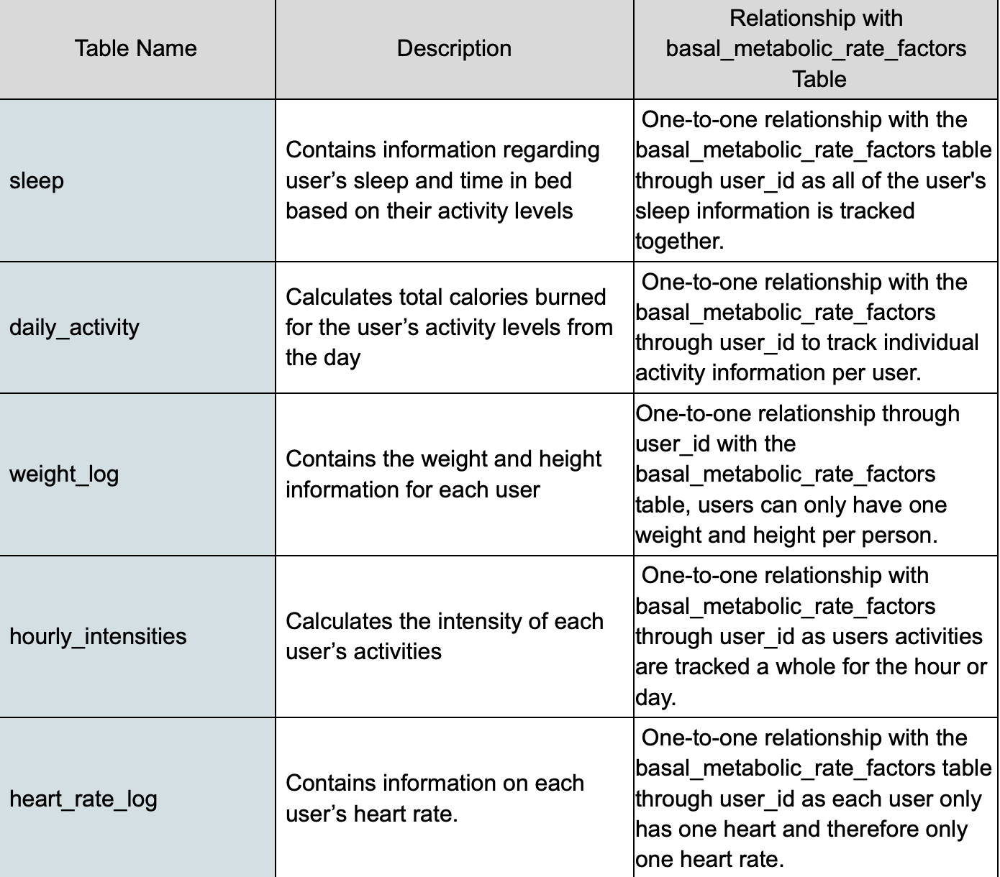 Table Name
Description
Relationship with
basal_metabolic_rate_factors
Table
sleep
Contains information regarding
user’s sleep and time in bed
based on their activity levels
One-to-one relationship with the
basal_metabolic_rate_factors table
through user_id as all of the user's
sleep information is tracked
together.
daily_activity
Calculates total calories burned
for the user’s activity levels from
the day
One-to-one relationship with the
basal_metabolic_rate_factors
through user_id to track individual
activity information per user.
weight_log
Contains the weight and height
information for each user
One-to-one relationship through
user_id with the
basal_metabolic_rate_factors
table, users can only have one
weight and height per person.
hourly_intensities
Calculates the intensity of each
user’s activities
One-to-one relationship with
basal_metabolic_rate_factors
through user_id as users activities
are tracked a whole for the hour or
day.
heart_rate_log
Contains information on each
user’s heart rate.
One-to-one relationship with the
basal_metabolic_rate_factors table
through user_id as each user only
has one heart and therefore only
one heart rate.